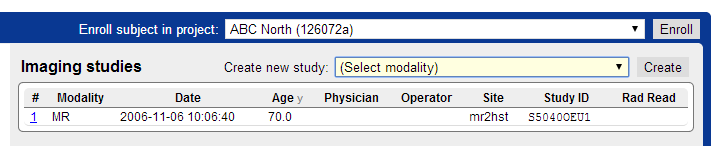 Enroll subject in project: ABC North (126072a) Enroll
Imaging studies Create new study: (Select modality) Create
# Modality Date Age y Physician Operator Site Study ID Rad Read
1 MR 2006-11-06 10:06:40 70.0 mr2hst S5040OEU1